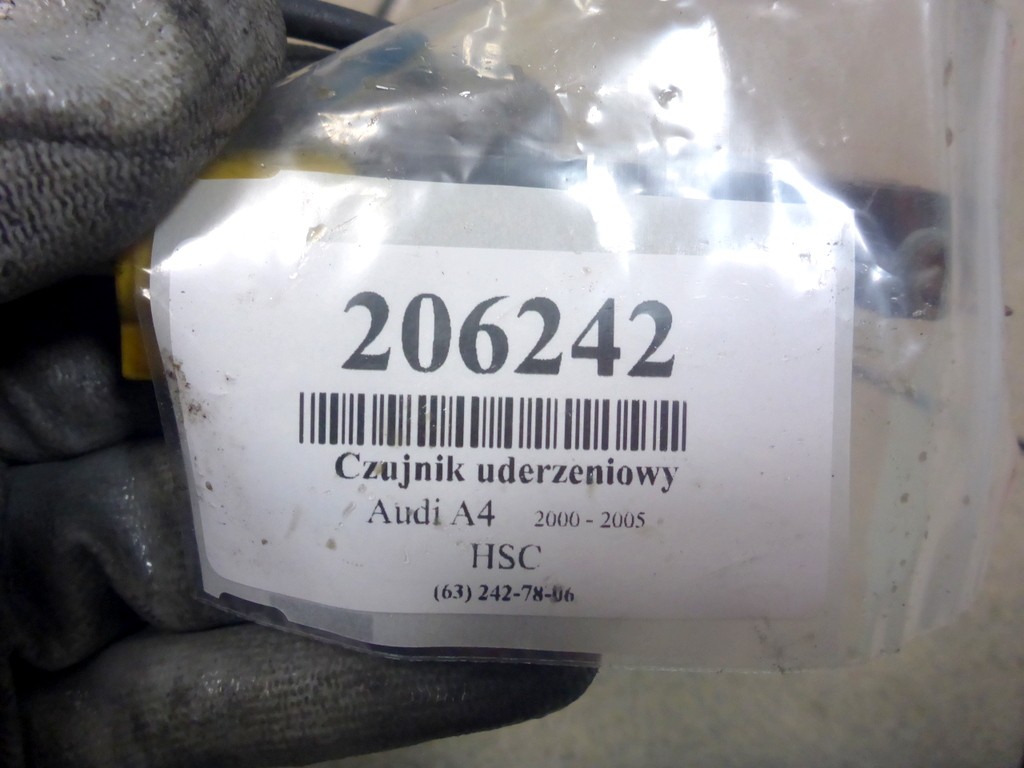 206242
Czujnik uderzeniowy
Audi A4 2000 - 2005
HSC
(63) 242-78-06